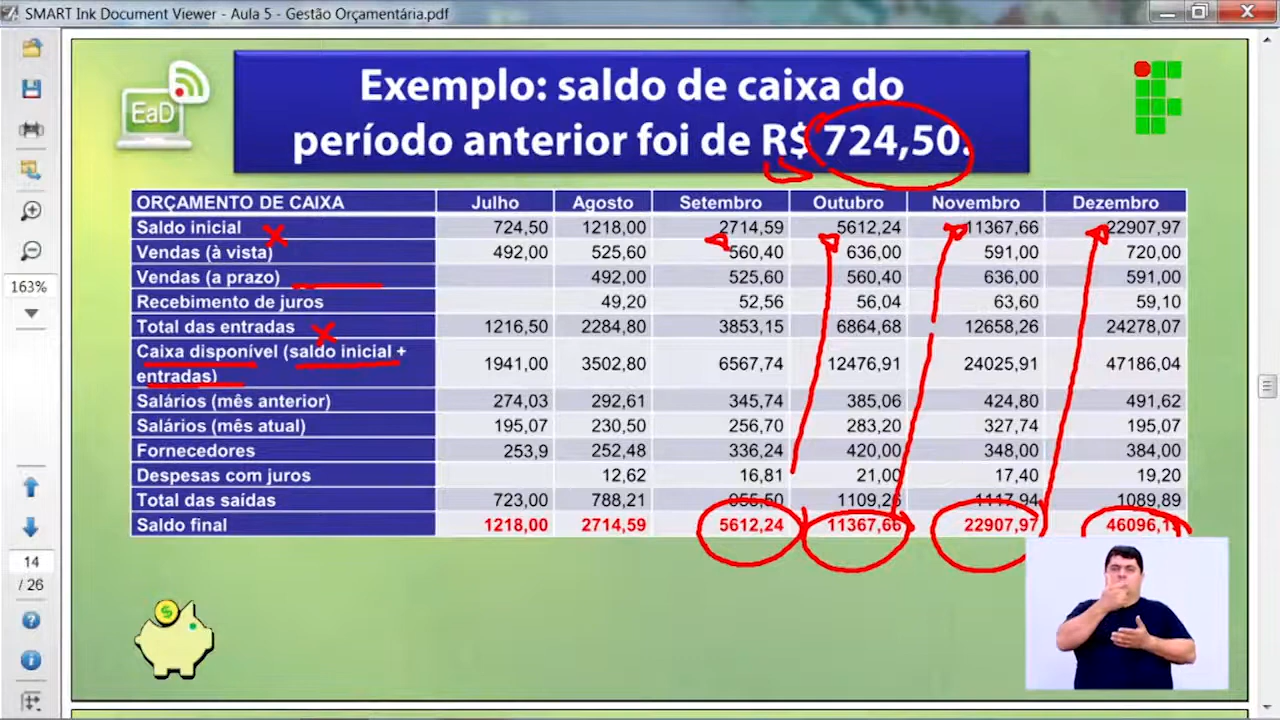 SMART Ink Document Viewer - Aula 5 - Gestão Orçamentária.pdf
EaD
Exemplo: saldo de caixa do
período anterior foi de R$ 724,50.
163%
14
/ 26
ORÇAMENTO DE CAIXA Julho Agosto Setembro Outubro Novembro Dezembro
Saldo inicial 724,50 1218,00 2714,59 5612,24 11367,66 22907,97
Vendas (à vista) 492,00 525,60 560,40 636,00 591,00 720,00
Vendas (a prazo) 492,00 525,60 560,40 636,00 591,00
Recebimento de juros 49,20 52,56 56,04 63,60 59,10
Total das entradas 1216,50 2284,80 3853,15 6864,68 12658,26 24278,07
Caixa disponível (saldo inicial +
entradas) 1941,00 3502,80 6567,74 12476,91 24025,91 47186,04
Salários (mês anterior) 274,03 292,61 345,74 385,06 424,80 491,62
Salários (mês atual) 195,07 230,50 256,70 283,20 327,74 195,07
Fornecedores 253,9 252,48 336,24 420,00 348,00 384,00
Despesas com juros 12,62 16,81 21,00 17,40 19,20
Total das saídas 723,00 788,21 955,50 1109,26 1117,94 1089,89
Saldo final 1218,00 2714,59 5612,24 11367,66 22907,97
$